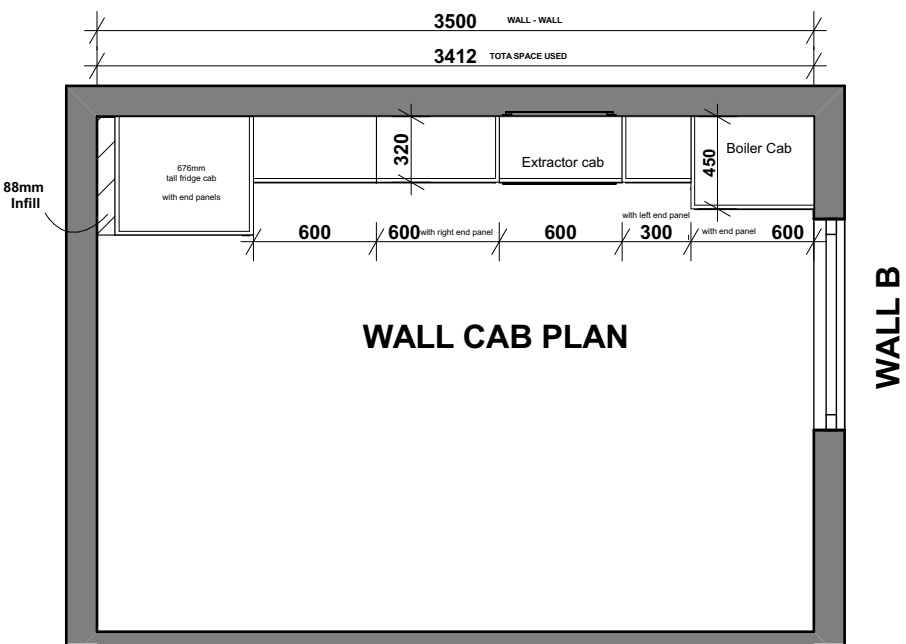 3500 WALL - WALL
3412 TOTA SPACE USED
320
450
Extractor cab
Boiler Cab
676mm
tall fridge cab
with end panels
88mm
Infill
600
600
with right end panel
600
with left end panel
300
with end panel
600
WALL CAB PLAN
WALL B